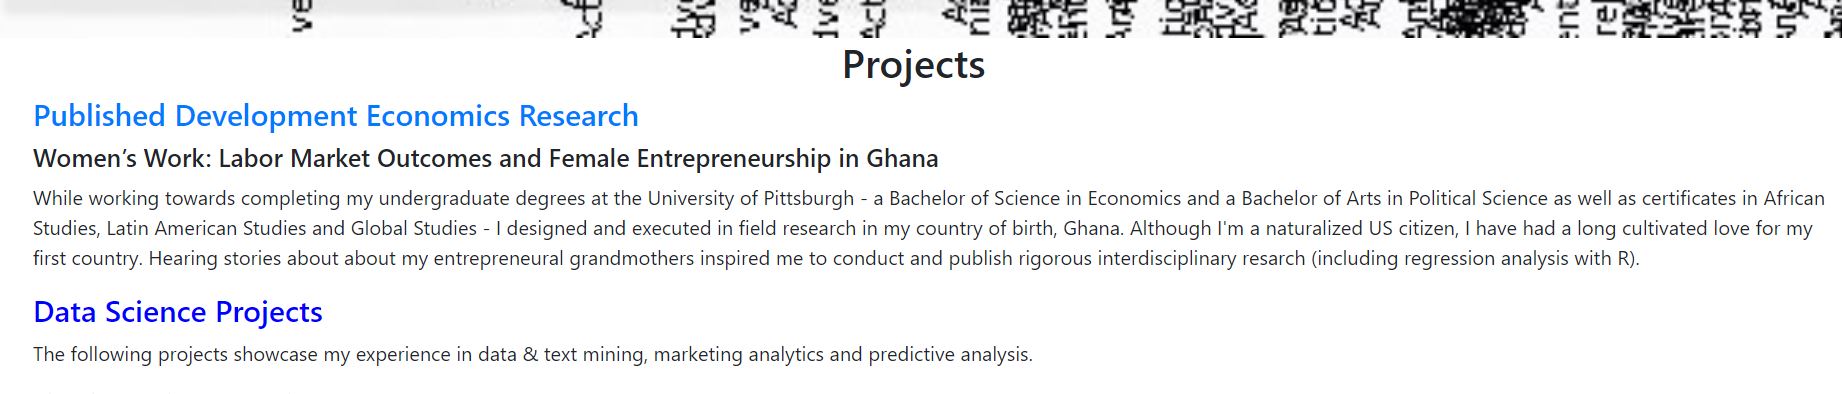 Projects
Published Development Economics Research
Women’s Work: Labor Market Outcomes and Female Entrepreneurship in Ghana
While working towards completing my undergraduate degrees at the University of Pittsburgh - a Bachelor of Science in Economics and a Bachelor of Arts in Political Science as well as certificates in African
Studies, Latin American Studies and Global Studies - I designed and executed in field research in my country of birth, Ghana. Although I'm a naturalized US citizen, I have had a long cultivated love for my
first country. Hearing stories about about my entrepreneural grandmothers inspired me to conduct and publish rigorous interdisciplinary resarch (including regression analysis with R).
Data Science Projects
The following projects showcase my experience in data & text mining, marketing analytics and predictive analysis.